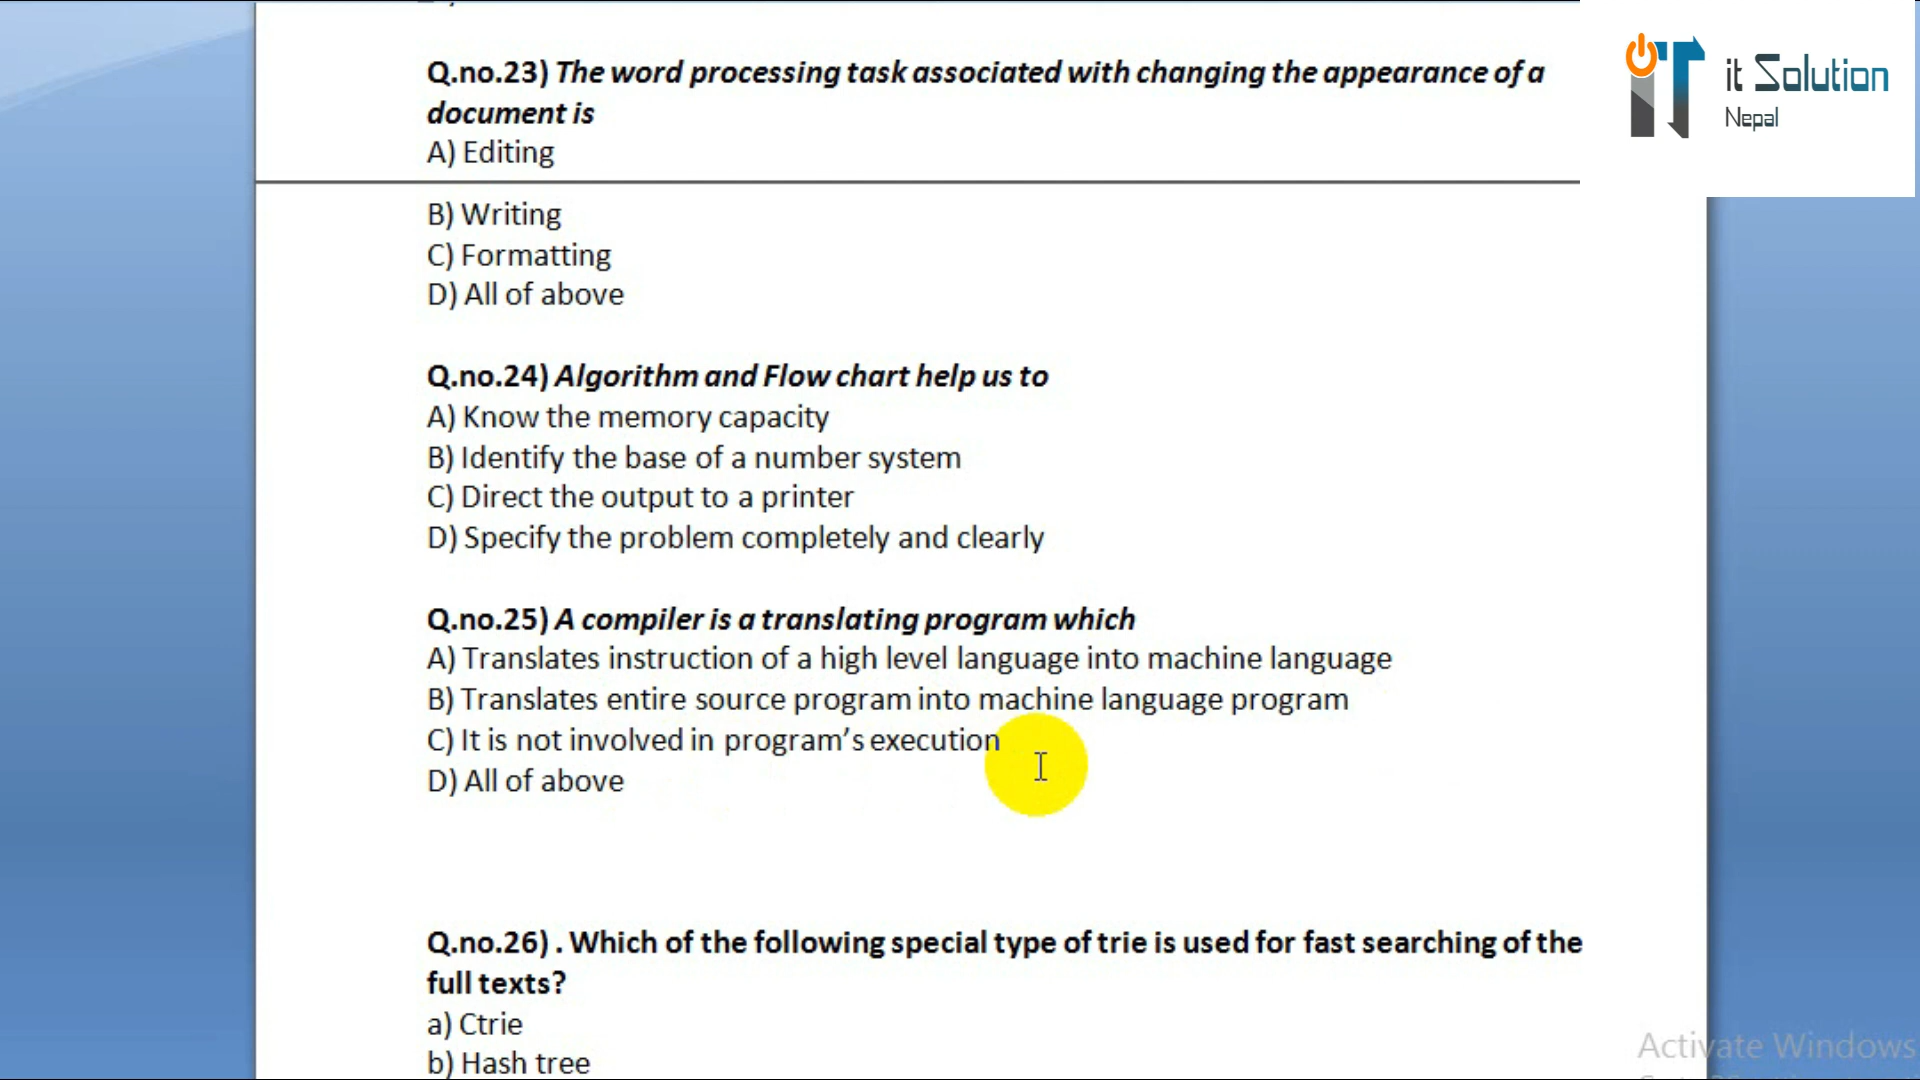 it Solution
Nepal
Q.no.23) The word processing task associated with changing the appearance of a
document is
A) Editing
B) Writing
C) Formatting
D) All of above
Q.no.24) Algorithm and Flow chart help us to
A) Know the memory capacity
B) Identify the base of a number system
C) Direct the output to a printer
D) Specify the problem completely and clearly
Q.no.25) A compiler is a translating program which
A) Translates instruction of a high level language into machine language
B) Translates entire source program into machine language program
C) It is not involved in program’s execution
D) All of above
Q.no.26) . Which of the following special type of trie is used for fast searching of the
full texts?
a) Ctrie
b) Hash tree
Activate Windows